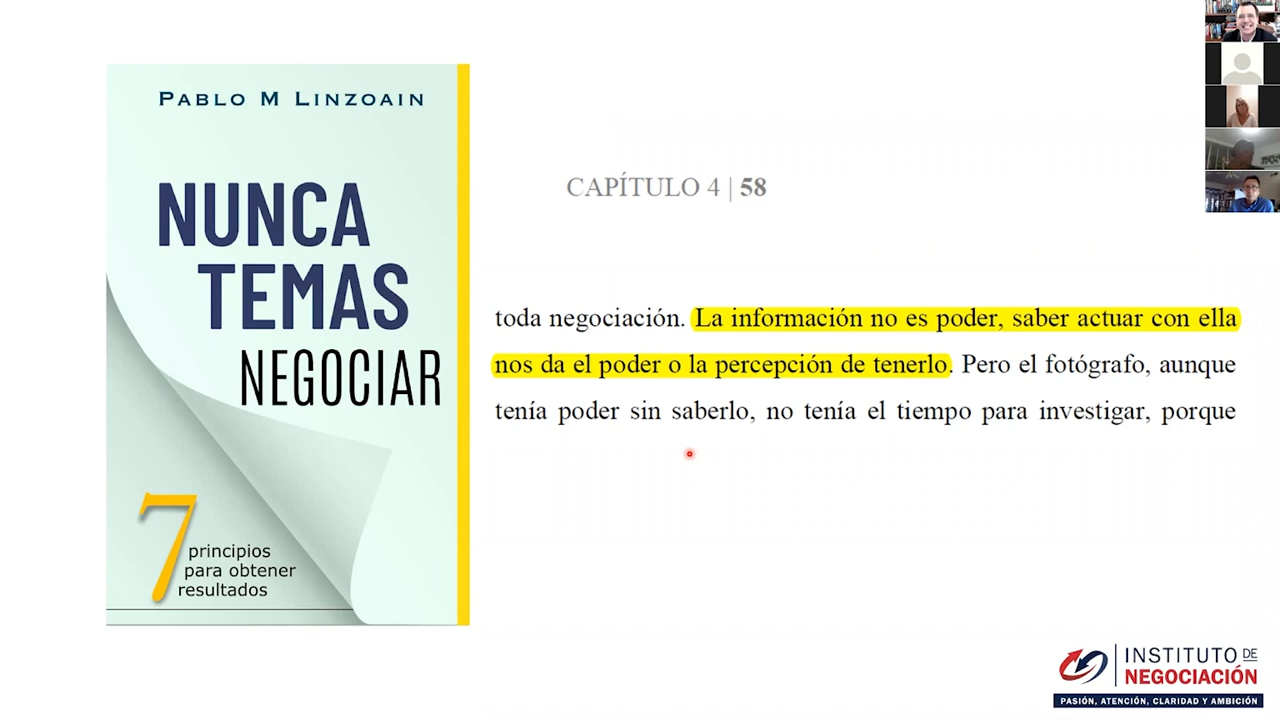 PABLO M LINZOAIN
NUNCA
TEMAS
NEGOCIAR
7
principios
para obtener
resultados
CAPÍTULO 4 | 58
toda negociación. La información no es poder, saber actuar con ella
nos da el poder o la percepción de tenerlo. Pero el fotógrafo, aunque
tenía poder sin saberlo, no tenía el tiempo para investigar, porque
INSTITUTO DE
NEGOCIACIÓN
PASIÓN, ATENCIÓN, CLARIDAD Y AMBICIÓN